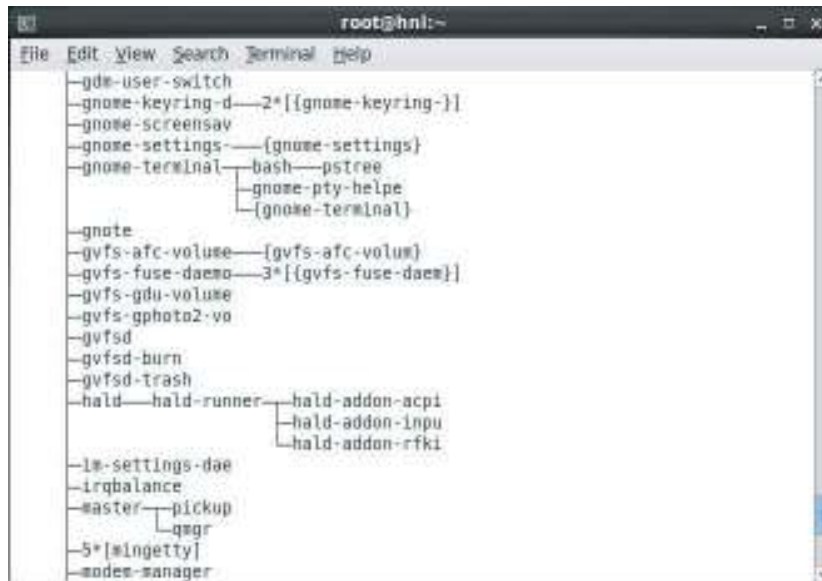 root@hnl:~
File Edit View Search Terminal Help
├─gdm-user-switch
├─gnome-keyring-d───2*[{gnome-keyring-}]
├─gnome-screensav
├─gnome-settings-───{gnome-settings}
├─gnome-terminal─┬─bash───pstree
├─gnome-pty-helpe
└─{gnome-terminal}
├─gnote
├─gvfs-afc-volume───{gvfs-afc-volum}
├─gvfs-fuse-daemo───3*[{gvfs-fuse-daem}]
├─gvfs-gdu-volume
├─gvfs-gphoto2-vo
├─gvfsd
├─gvfsd-burn
├─gvfsd-trash
├─hald───hald-runner─┬─hald-addon-acpi
├─hald-addon-inpu
└─hald-addon-rfki
├─im-settings-dae
├─irqbalance
├─master─┬─pickup
└─qmgr
├─5*[mingetty]
├─modem-manager